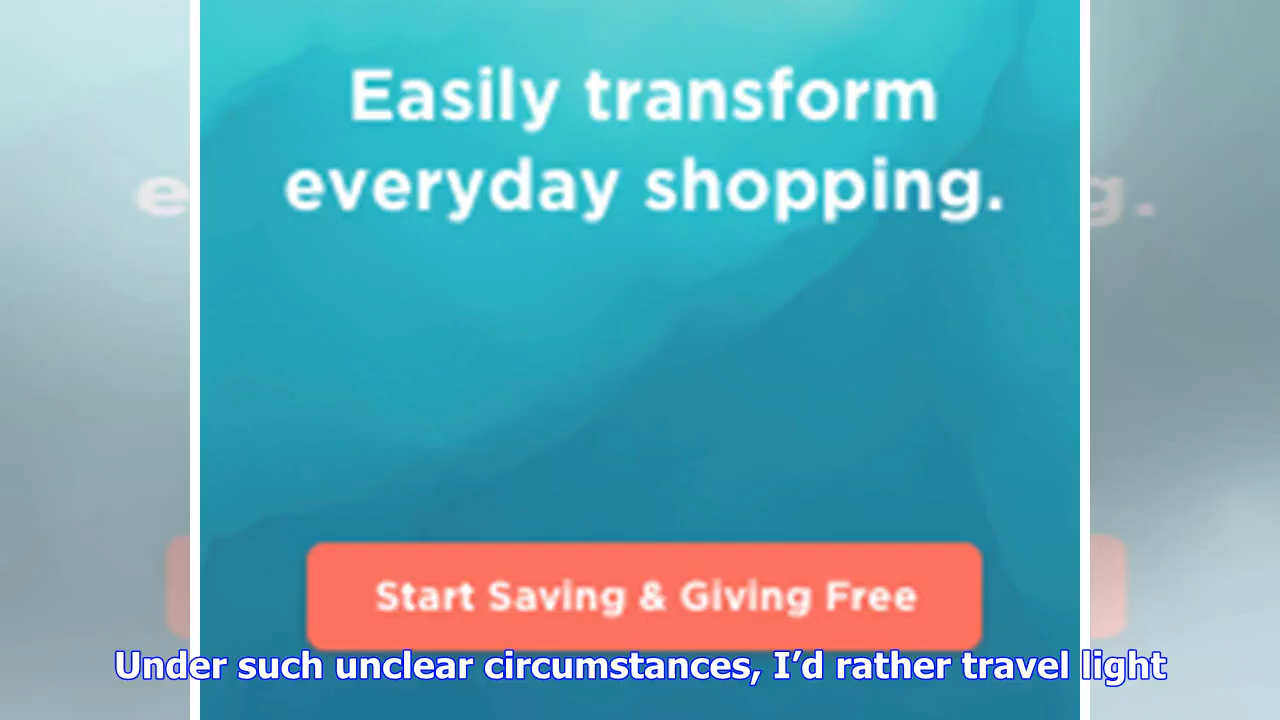 Easily transform
everyday shopping.
Start Saving & Giving Free
Under such unclear circumstances, I’d rather travel light